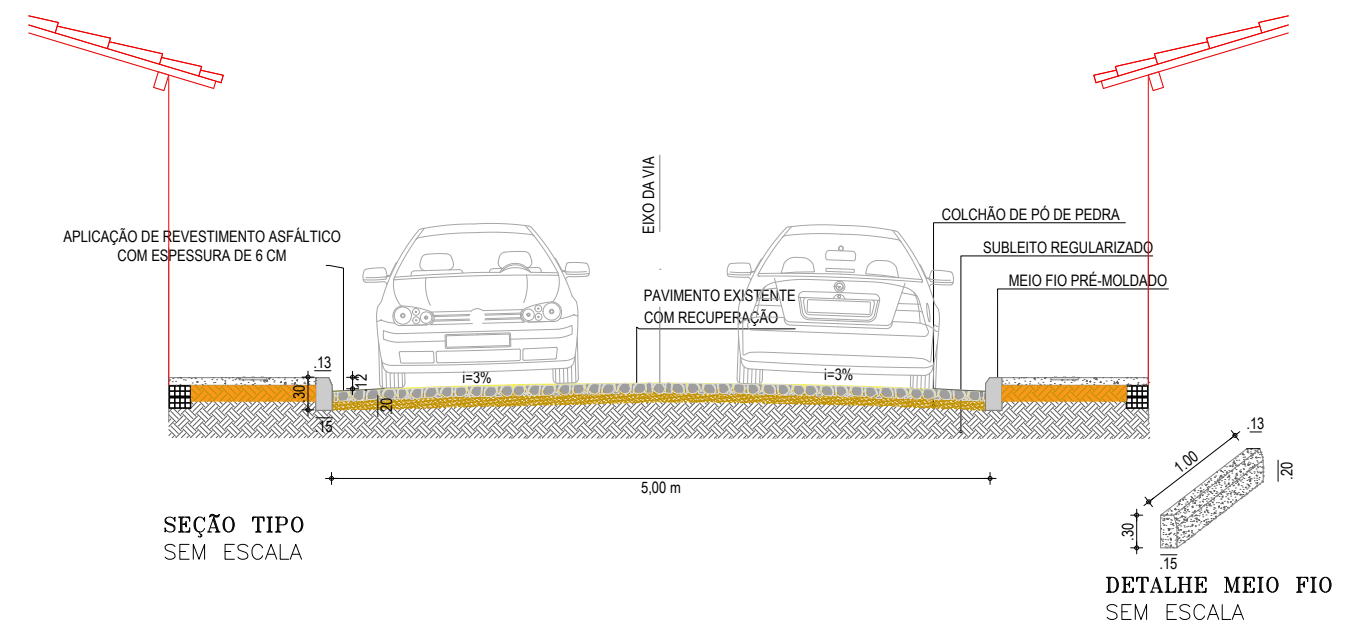 EIXO DA VIA
APLICAÇÃO DE REVESTIMENTO ASFÁLTICO
COM ESPESSURA DE 6 CM
COLCHÃO DE PÓ DE PEDRA
SUBLEITO REGULARIZADO
MEIO FIO PRÉ-MOLDADO
PAVIMENTO EXISTENTE
COM RECUPERAÇÃO
.13
.12
.30
.15
i=3%
.20
i=3%
5,00 m
SEÇÃO TIPO
SEM ESCALA
1.00
.13
.20
.30
.15
DETALHE MEIO FIO
SEM ESCALA